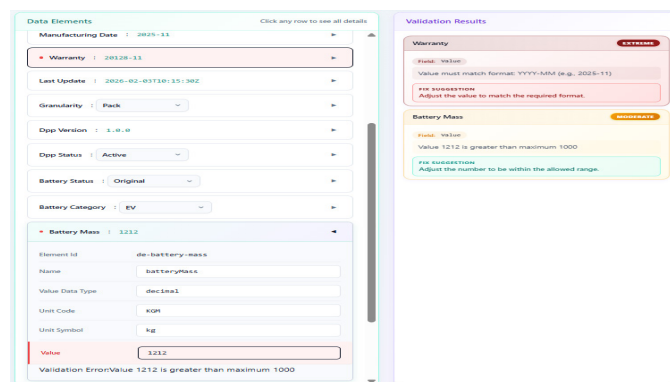 Data Elements
Click any row to see all details
Manufacturing Date : 2025-11
Warranty : 20128-11
Last Update : 2026-02-03T10:15:30Z
Granularity : Pack
Dpp Version : 1.0.0
Dpp Status : Active
Battery Status : Original
Battery Category : EV
Battery Mass : 1212
Element Id de-battery-mass
Name batteryMass
Value Data Type decimal
Unit Code KGM
Unit Symbol kg
Value 1212
Validation Error:Value 1212 is greater than maximum 1000
Validation Results
Warranty EXTREME
Field: Value
Value must match format: YYYY-MM (e.g., 2025-11)
FIX SUGGESTION
Adjust the value to match the required format.
Battery Mass MODERATE
Field: Value
Value 1212 is greater than maximum 1000
FIX SUGGESTION
Adjust the number to be within the allowed range.